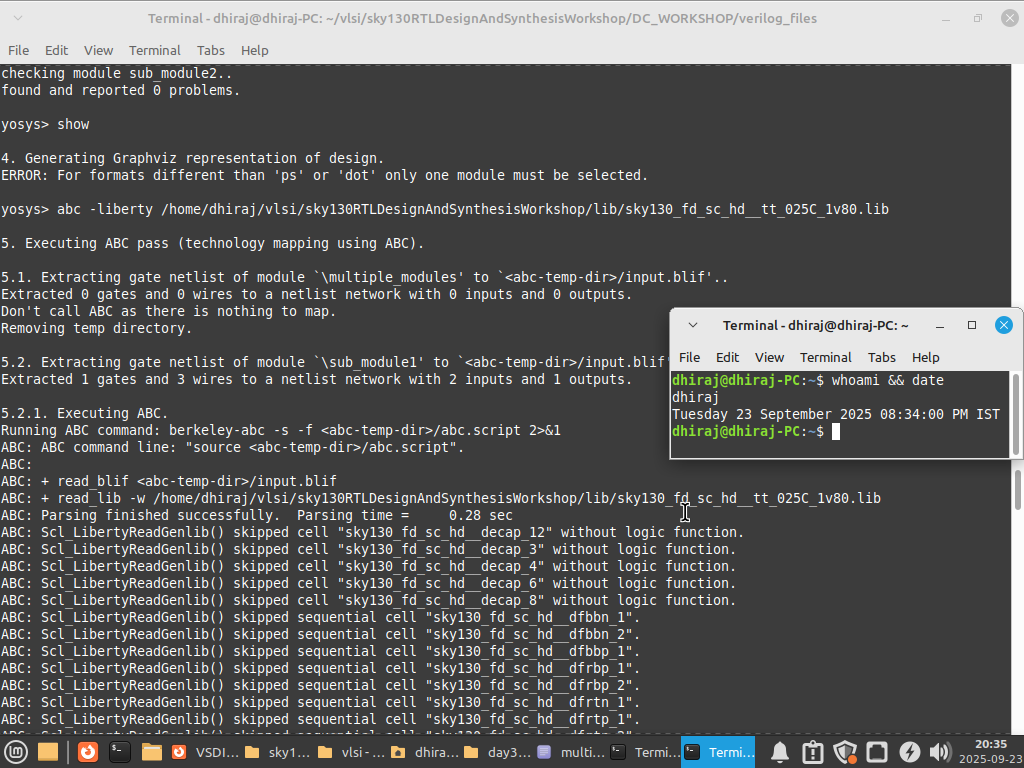 Terminal - dhiraj@dhiraj-PC: ~/vlsi/sky130RTLDesignAndSynthesisWorkshop/DC_WORKSHOP/verilog_files
File Edit View Terminal Tabs Help
checking module sub_module2..
found and reported 0 problems.
yosys> show
4. Generating Graphviz representation of design.
ERROR: For formats different than 'ps' or 'dot' only one module must be selected.
yosys> abc -liberty /home/dhiraj/vlsi/sky130RTLDesignAndSynthesisWorkshop/lib/sky130_fd_sc_hd__tt_025C_1v80.lib
5. Executing ABC pass (technology mapping using ABC).
5.1. Extracting gate netlist of module `\multiple_modules' to `<abc-temp-dir>/input.blif'..
Extracted 0 gates and 0 wires to a netlist network with 0 inputs and 0 outputs.
Don't call ABC as there is nothing to map.
Removing temp directory.
5.2. Extracting gate netlist of module `\sub_module1' to `<abc-temp-dir>/input.blif'
Extracted 1 gates and 3 wires to a netlist network with 2 inputs and 1 outputs.
5.2.1. Executing ABC.
Running ABC command: berkeley-abc -s -f <abc-temp-dir>/abc.script 2>&1
ABC: ABC command line: "source <abc-temp-dir>/abc.script".
ABC:
ABC: + read_blif <abc-temp-dir>/input.blif
ABC: + read_lib -w /home/dhiraj/vlsi/sky130RTLDesignAndSynthesisWorkshop/lib/sky130_fd_sc_hd__tt_025C_1v80.lib
ABC: Parsing finished successfully.  Parsing time =     0.28 sec
ABC: Scl_LibertyReadGenlib() skipped cell "sky130_fd_sc_hd__decap_12" without logic function.
ABC: Scl_LibertyReadGenlib() skipped cell "sky130_fd_sc_hd__decap_3" without logic function.
ABC: Scl_LibertyReadGenlib() skipped cell "sky130_fd_sc_hd__decap_4" without logic function.
ABC: Scl_LibertyReadGenlib() skipped cell "sky130_fd_sc_hd__decap_6" without logic function.
ABC: Scl_LibertyReadGenlib() skipped cell "sky130_fd_sc_hd__decap_8" without logic function.
ABC: Scl_LibertyReadGenlib() skipped sequential cell "sky130_fd_sc_hd__dfbbn_1".
ABC: Scl_LibertyReadGenlib() skipped sequential cell "sky130_fd_sc_hd__dfbbn_2".
ABC: Scl_LibertyReadGenlib() skipped sequential cell "sky130_fd_sc_hd__dfbbp_1".
ABC: Scl_LibertyReadGenlib() skipped sequential cell "sky130_fd_sc_hd__dfrbp_1".
ABC: Scl_LibertyReadGenlib() skipped sequential cell "sky130_fd_sc_hd__dfrbp_2".
ABC: Scl_LibertyReadGenlib() skipped sequential cell "sky130_fd_sc_hd__dfrtn_1".
ABC: Scl_LibertyReadGenlib() skipped sequential cell "sky130_fd_sc_hd__dfrtp_1".
Terminal - dhiraj@dhiraj-PC: ~
File Edit View Terminal Tabs Help
dhiraj@dhiraj-PC:~$ whoami && date
dhiraj
Tuesday 23 September 2025 08:34:00 PM IST
dhiraj@dhiraj-PC:~$
VSDI... sky1... vlsi - ... dhira... day3... multi... Termi... Termi...
20:35
2025-09-23